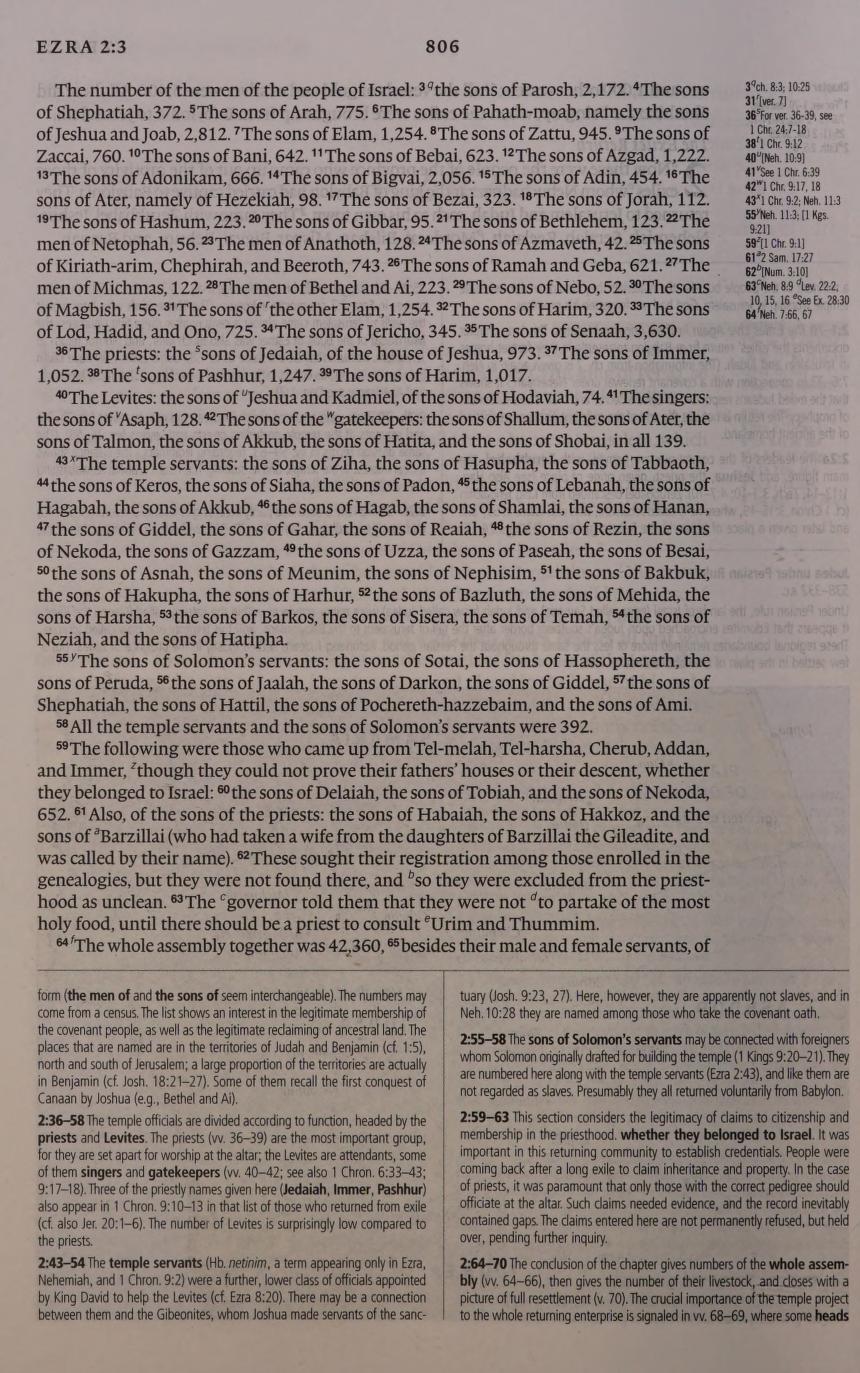 EZRA 2:3
806
The number of the men of the people of Israel: ³ᵠthe sons of Parosh, 2,172. ⁴The sons
of Shephatiah, 372. ⁵The sons of Arah, 775. ⁶The sons of Pahath-moab, namely the sons
of Jeshua and Joab, 2,812. ⁷The sons of Elam, 1,254. ⁸The sons of Zattu, 945. ⁹The sons of
Zaccai, 760. ¹⁰The sons of Bani, 642. ¹¹The sons of Bebai, 623. ¹²The sons of Azgad, 1,222.
¹³The sons of Adonikam, 666. ¹⁴The sons of Bigvai, 2,056. ¹⁵The sons of Adin, 454. ¹⁶The
sons of Ater, namely of Hezekiah, 98. ¹⁷The sons of Bezai, 323. ¹⁸The sons of Jorah, 112.
¹⁹The sons of Hashum, 223. ²⁰The sons of Gibbar, 95. ²¹The sons of Bethlehem, 123. ²²The
men of Netophah, 56. ²³The men of Anathoth, 128. ²⁴The sons of Azmaveth, 42. ²⁵The sons
of Kiriath-arim, Chephirah, and Beeroth, 743. ²⁶The sons of Ramah and Geba, 621. ²⁷The
men of Michmas, 122. ²⁸The men of Bethel and Ai, 223. ²⁹The sons of Nebo, 52. ³⁰The sons
of Magbish, 156. ³¹The sons of ʳthe other Elam, 1,254. ³²The sons of Harim, 320. ³³The sons
of Lod, Hadid, and Ono, 725. ³⁴The sons of Jericho, 345. ³⁵The sons of Senaah, 3,630.
³⁶The priests: the ˢsons of Jedaiah, of the house of Jeshua, 973. ³⁷The sons of Immer,
1,052. ³⁸The ᵗsons of Pashhur, 1,247. ³⁹The sons of Harim, 1,017.
⁴⁰The Levites: the sons of ᵘJeshua and Kadmiel, of the sons of Hodaviah, 74. ⁴¹The singers:
the sons of ᵛAsaph, 128. ⁴²The sons of the ʷgatekeepers: the sons of Shallum, the sons of Ater, the
sons of Talmon, the sons of Akkub, the sons of Hatita, and the sons of Shobai, in all 139.
⁴³ˣThe temple servants: the sons of Ziha, the sons of Hasupha, the sons of Tabbaoth,
⁴⁴the sons of Keros, the sons of Siaha, the sons of Padon, ⁴⁵the sons of Lebanah, the sons of
Hagabah, the sons of Akkub, ⁴⁶the sons of Hagab, the sons of Shamlai, the sons of Hanan,
⁴⁷the sons of Giddel, the sons of Gahar, the sons of Reaiah, ⁴⁸the sons of Rezin, the sons
of Nekoda, the sons of Gazzam, ⁴⁹the sons of Uzza, the sons of Paseah, the sons of Besai,
⁵⁰the sons of Asnah, the sons of Meunim, the sons of Nephisim, ⁵¹the sons of Bakbuk,
the sons of Hakupha, the sons of Harhur, ⁵²the sons of Bazluth, the sons of Mehida, the
sons of Harsha, ⁵³the sons of Barkos, the sons of Sisera, the sons of Temah, ⁵⁴the sons of
Neziah, and the sons of Hatipha.
⁵⁵ʸThe sons of Solomon's servants: the sons of Sotai, the sons of Hassophereth, the
sons of Peruda, ⁵⁶the sons of Jaalah, the sons of Darkon, the sons of Giddel, ⁵⁷the sons of
Shephatiah, the sons of Hattil, the sons of Pochereth-hazzebaim, and the sons of Ami.
⁵⁸All the temple servants and the sons of Solomon's servants were 392.
⁵⁹The following were those who came up from Tel-melah, Tel-harsha, Cherub, Addan,
and Immer, ᶻthough they could not prove their fathers' houses or their descent, whether
they belonged to Israel: ⁶⁰the sons of Delaiah, the sons of Tobiah, and the sons of Nekoda,
652. ⁶¹Also, of the sons of the priests: the sons of Habaiah, the sons of Hakkoz, and the
sons of ᵃBarzillai (who had taken a wife from the daughters of Barzillai the Gileadite, and
was called by their name). ⁶²These sought their registration among those enrolled in the
genealogies, but they were not found there, and ᵇso they were excluded from the priest-
hood as unclean. ⁶³The ᶜgovernor told them that they were not ᵈto partake of the most
holy food, until there should be a priest to consult ᵉUrim and Thummim.
⁶⁴ᶠThe whole assembly together was 42,360, ⁶⁵besides their male and female servants, of
3 ᵠch. 8:3; 10:25
31 ʳ[ver. 7]
36 ˢFor ver. 36-39, see
1 Chr. 24:7-18
38 ᵗ1 Chr. 9:12
40 ᵘ[Neh. 10:9]
41 ᵛSee 1 Chr. 6:39
42 ʷ1 Chr. 9:17, 18
43 ˣ1 Chr. 9:2; Neh. 11:3
55 ʸNeh. 11:3; [1 Kgs.
9:21]
59 ᶻ[1 Chr. 9:1]
61 ᵃ2 Sam. 17:27
62 ᵇ[Num. 3:10]
63 ᶜNeh. 8:9 ᵈLev. 22:2,
10, 15, 16 ᵉSee Ex. 28:30
64 ᶠNeh. 7:66, 67
form (the men of and the sons of seem interchangeable). The numbers may
come from a census. The list shows an interest in the legitimate membership of
the covenant people, as well as the legitimate reclaiming of ancestral land. The
places that are named are in the territories of Judah and Benjamin (cf. 1:5),
north and south of Jerusalem; a large proportion of the territories are actually
in Benjamin (cf. Josh. 18:21–27). Some of them recall the first conquest of
Canaan by Joshua (e.g., Bethel and Ai).
2:36–58 The temple officials are divided according to function, headed by the
priests and Levites. The priests (vv. 36–39) are the most important group,
for they are set apart for worship at the altar; the Levites are attendants, some
of them singers and gatekeepers (vv. 40–42; see also 1 Chron. 6:33–43;
9:17–18). Three of the priestly names given here (Jedaiah, Immer, Pashhur)
also appear in 1 Chron. 9:10–13 in that list of those who returned from exile
(cf. also Jer. 20:1–6). The number of Levites is surprisingly low compared to
the priests.
2:43–54 The temple servants (Hb. netinim, a term appearing only in Ezra,
Nehemiah, and 1 Chron. 9:2) were a further, lower class of officials appointed
by King David to help the Levites (cf. Ezra 8:20). There may be a connection
between them and the Gibeonites, whom Joshua made servants of the sanc-
tuary (Josh. 9:23, 27). Here, however, they are apparently not slaves, and in
Neh. 10:28 they are named among those who take the covenant oath.
2:55–58 The sons of Solomon's servants may be connected with foreigners
whom Solomon originally drafted for building the temple (1 Kings 9:20–21). They
are numbered here along with the temple servants (Ezra 2:43), and like them are
not regarded as slaves. Presumably they all returned voluntarily from Babylon.
2:59–63 This section considers the legitimacy of claims to citizenship and
membership in the priesthood. whether they belonged to Israel. It was
important in this returning community to establish credentials. People were
coming back after a long exile to claim inheritance and property. In the case
of priests, it was paramount that only those with the correct pedigree should
officiate at the altar. Such claims needed evidence, and the record inevitably
contained gaps. The claims entered here are not permanently refused, but held
over, pending further inquiry.
2:64–70 The conclusion of the chapter gives numbers of the whole assem-
bly (vv. 64–66), then gives the number of their livestock, and closes with a
picture of full resettlement (v. 70). The crucial importance of the temple project
to the whole returning enterprise is signaled in vv. 68–69, where some heads